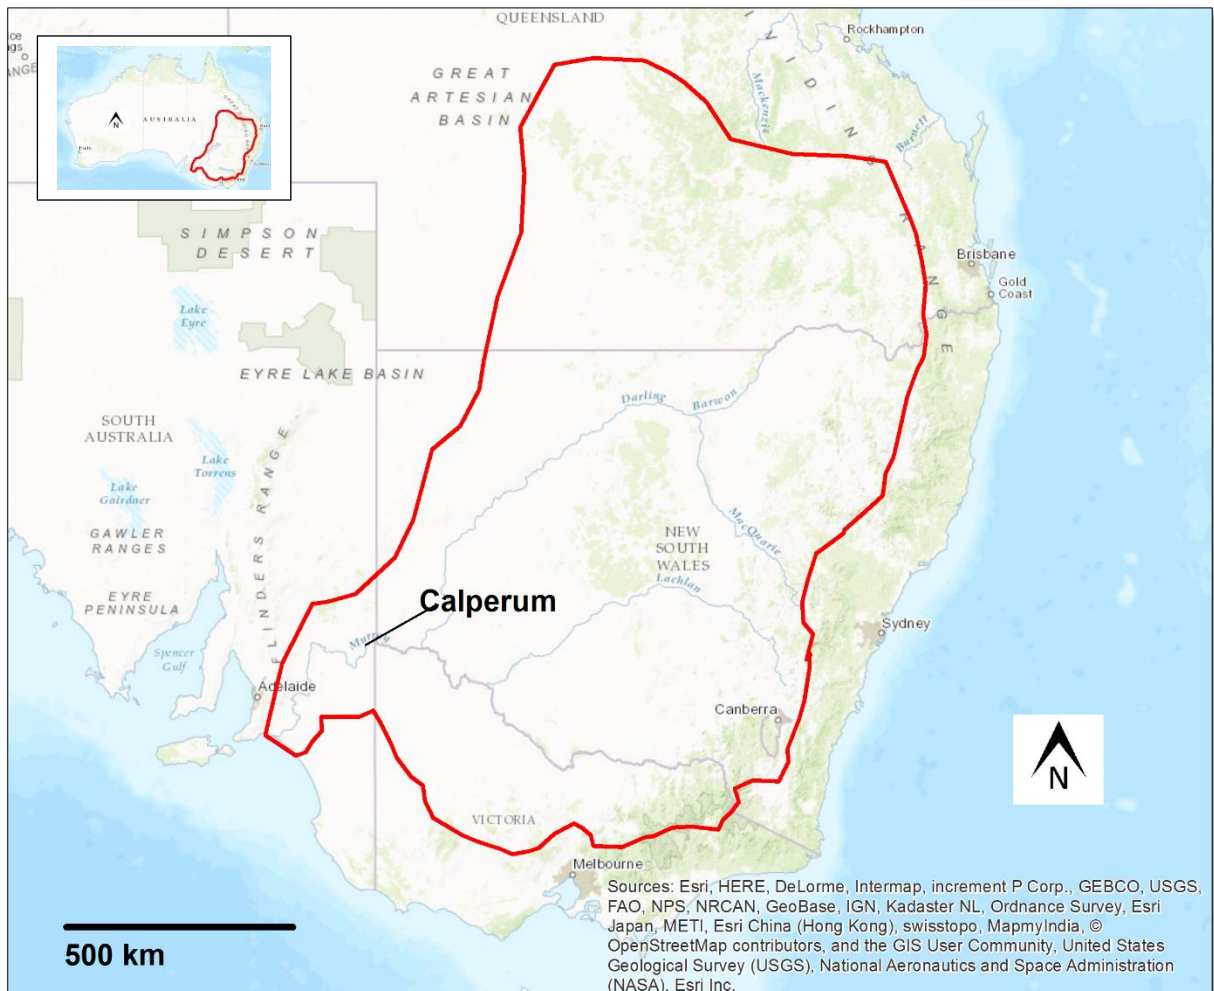 QUEENSLAND
Rockhampton
GREAT
ARTESIAN
BASIN
Mackenzie
Burnett
AUSTRALIA
N
SIMPSON
DESERT
Brisbane
Gold
Coast
RANGE
Lake
Eyre
EYRE LAKE BASIN
Darling
Barwon
SOUTH
AUSTRALIA
Lake
Torrens
Lake
Gairdner
FLINDERS RANGE
GAWLER
RANGES
MacQuarie
NEW
SOUTH
WALES
Lachlan
EYRE
PENINSULA
Calperum
Murray
Sydney
Spencer
Gulf
Adelaide
Canberra
N
VICTORIA
Melbourne
500 km
Sources: Esri, HERE, DeLorme, Intermap, increment P Corp., GEBCO, USGS,
FAO, NPS, NRCAN, GeoBase, IGN, Kadaster NL, Ordnance Survey, Esri
Japan, METI, Esri China (Hong Kong), swisstopo, MapmyIndia, ©
OpenStreetMap contributors, and the GIS User Community, United States
Geological Survey (USGS), National Aeronautics and Space Administration
(NASA), Esri Inc.